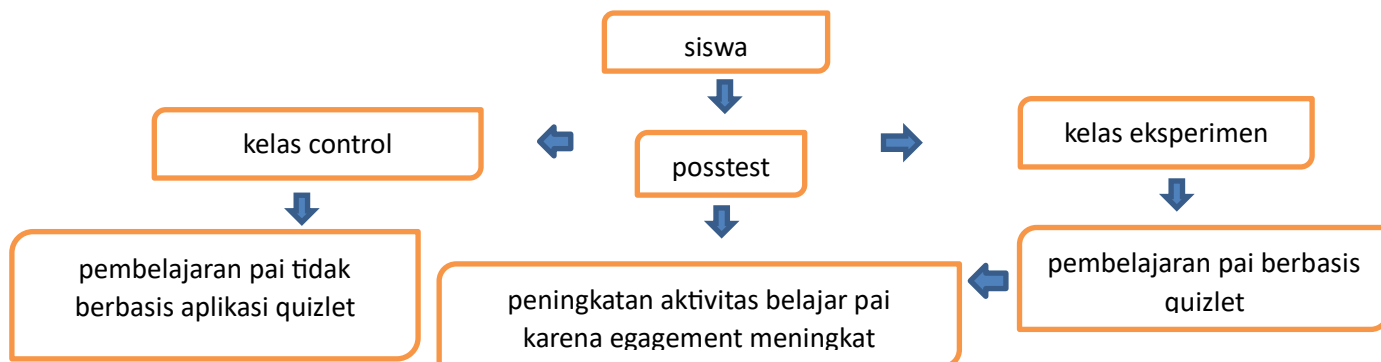 siswa
kelas control
kelas eksperimen
posstest
pembelajaran pai tidak
berbasis aplikasi quizlet
peningkatan aktivitas belajar pai
karena egagement meningkat
pembelajaran pai berbasis
quizlet